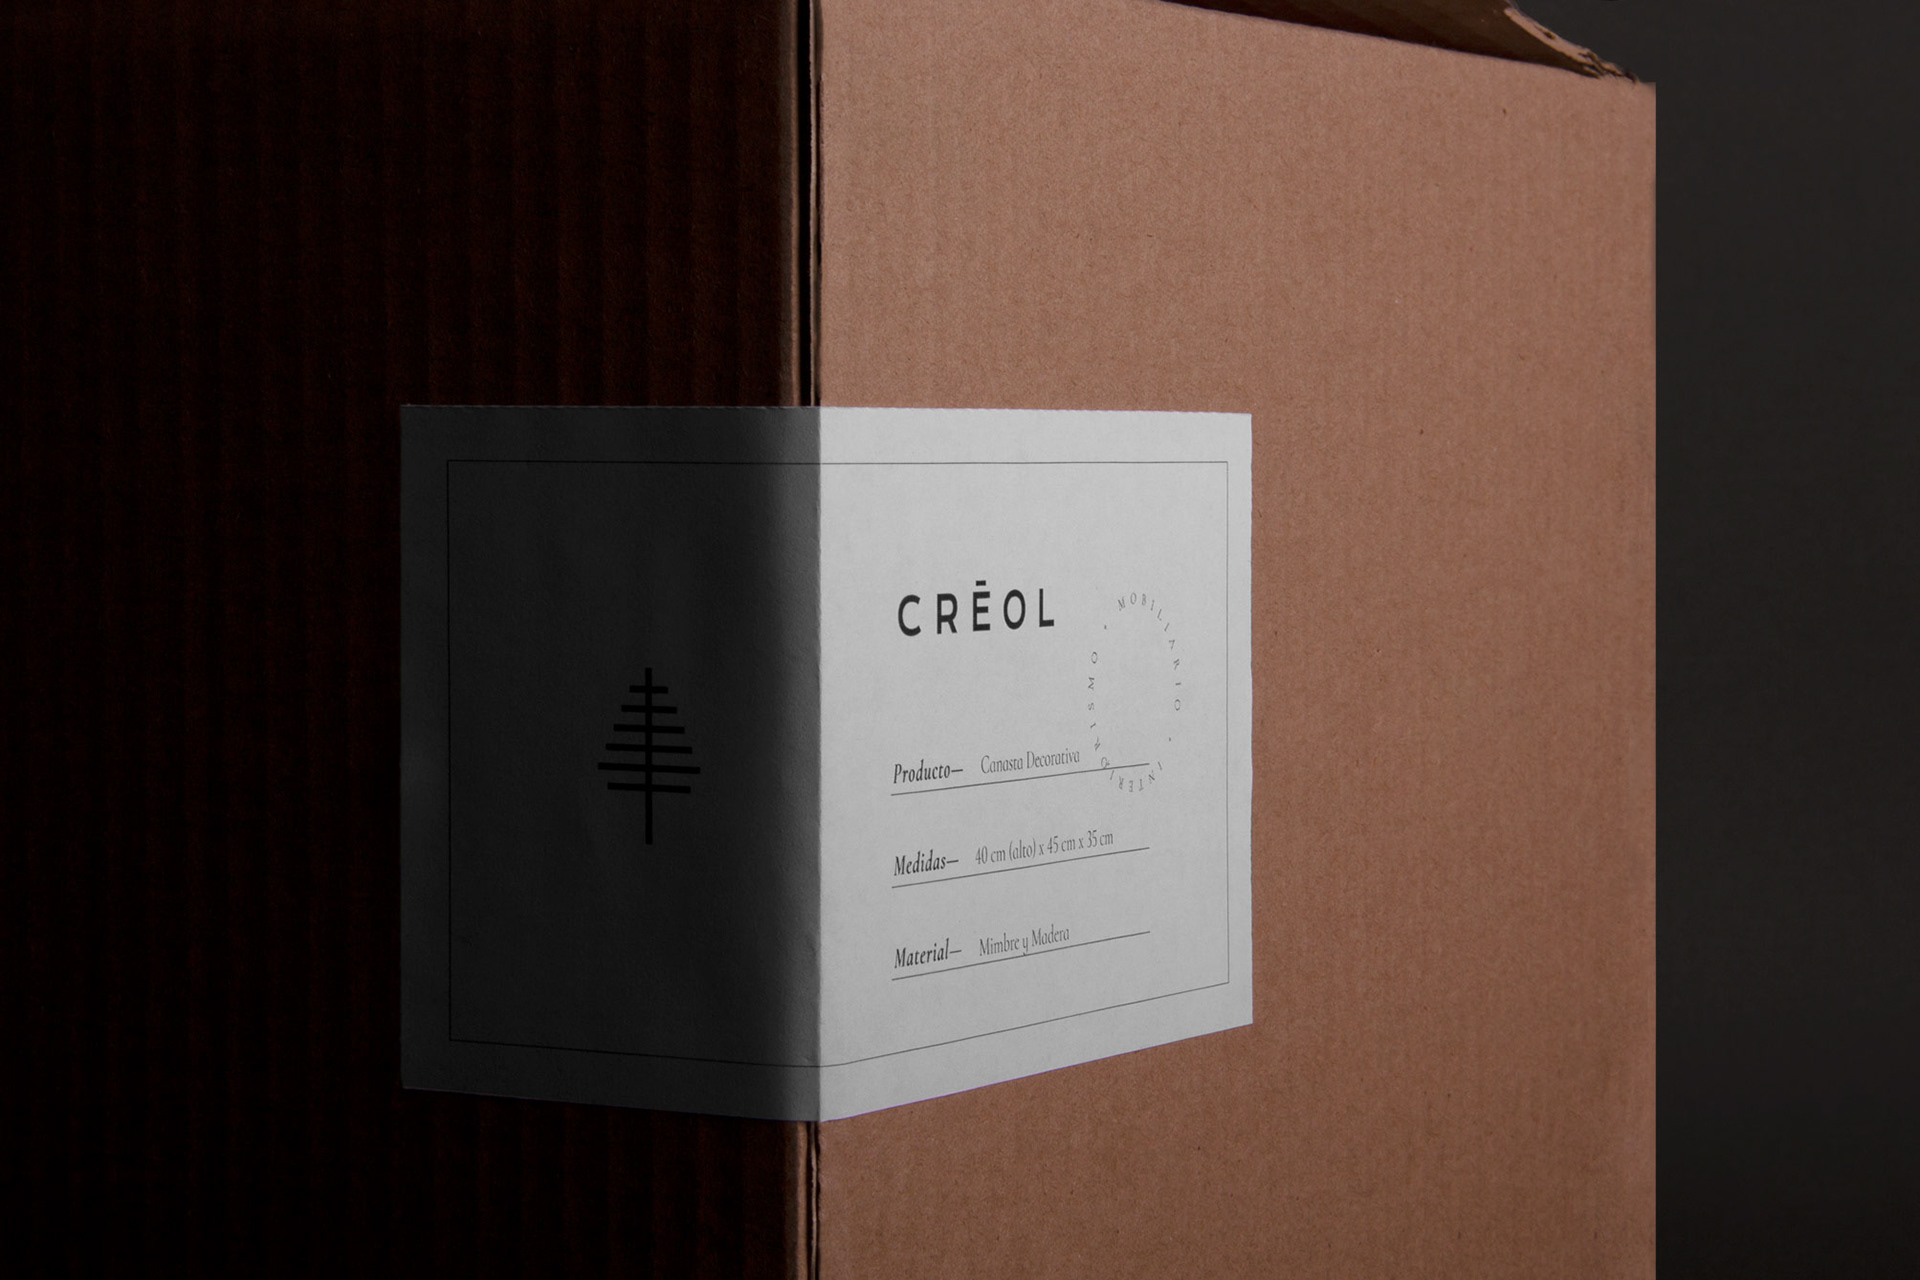 CRĒOL
MOBILIARIO • INTERIORISMO •
Producto— Canasta Decorativa
Medidas— 40 cm (alto) x 45 cm x 35 cm
Material— Mimbre y Madera